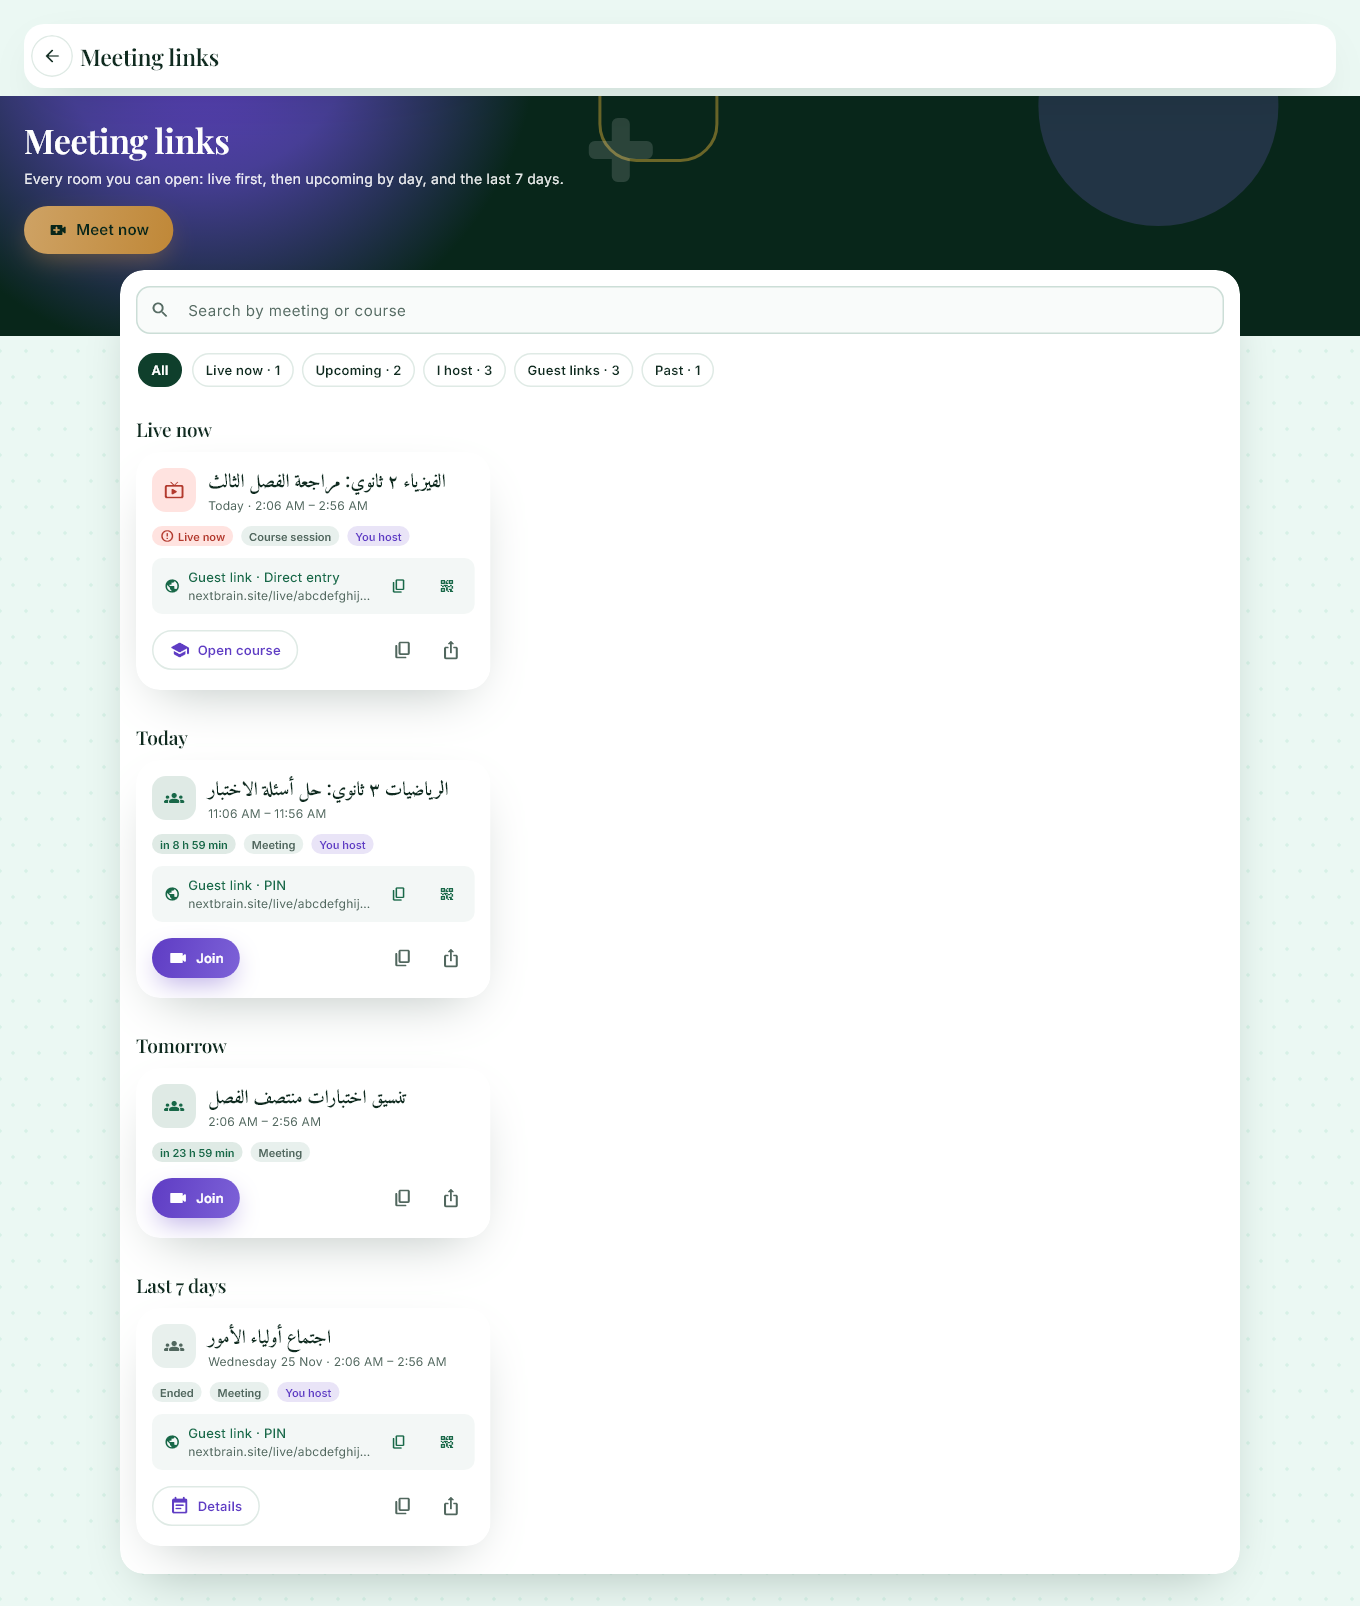 Meeting links
Meeting links
Every room you can open: live first, then upcoming by day, and the last 7 days.
Meet now
Search by meeting or course
All
Live now · 1
Upcoming · 2
I host · 3
Guest links · 3
Past · 1
Live now
الفيزياء ٢ ثانوي: مراجعة الفصل الثالث
Today · 2:06 AM – 2:56 AM
Live now
Course session
You host
Guest link · Direct entry
nextbrain.site/live/abcdefghij...
Open course
Today
الرياضيات ٣ ثانوي: حل أسئلة الاختبار
11:06 AM – 11:56 AM
in 8 h 59 min
Meeting
You host
Guest link · PIN
nextbrain.site/live/abcdefghij...
Join
Tomorrow
تنسيق اختبارات منتصف الفصل
2:06 AM – 2:56 AM
in 23 h 59 min
Meeting
Join
Last 7 days
اجتماع أولياء الأمور
Wednesday 25 Nov · 2:06 AM – 2:56 AM
Ended
Meeting
You host
Guest link · PIN
nextbrain.site/live/abcdefghij...
Details